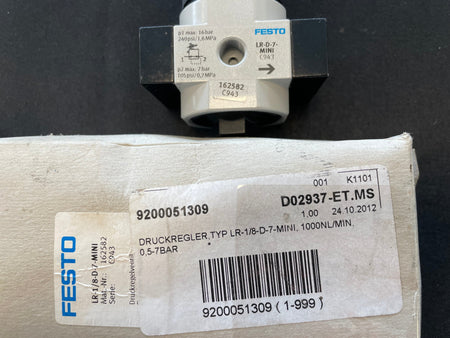 p1 max: 16bar
240psi/1,6MPa
p2 max: 7bar
105psi/0,7MPa
FESTO
LR-D-7-
MINI
C943
162582
C943
001 K1101
9200051309
D02937-ET.MS
1.00 24.10.2012
DRUCKREGLER,TYP LR-1/8-D-7-MINI, 1000NL/MIN,
0,5-7BAR
9200051309 ( 1-999 )
FESTO
LR-1/8-D-7-MINI
Mat.-Nr.: 162582
Serie: C943
Druckregelventil